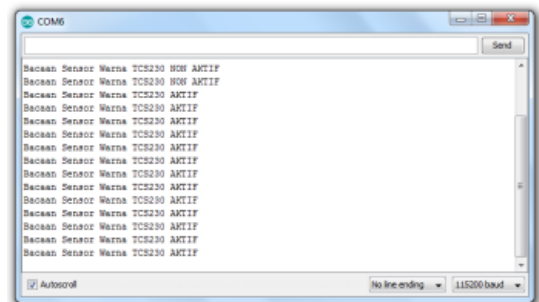 COM6
Send
Bacaan Sensor Warna TCS230 NON AKTIF
Bacaan Sensor Warna TCS230 NON AKTIF
Bacaan Sensor Warna TCS230 AKTIF
Bacaan Sensor Warna TCS230 AKTIF
Bacaan Sensor Warna TCS230 AKTIF
Bacaan Sensor Warna TCS230 AKTIF
Bacaan Sensor Warna TCS230 AKTIF
Bacaan Sensor Warna TCS230 AKTIF
Bacaan Sensor Warna TCS230 AKTIF
Bacaan Sensor Warna TCS230 AKTIF
Bacaan Sensor Warna TCS230 AKTIF
Bacaan Sensor Warna TCS230 AKTIF
Bacaan Sensor Warna TCS230 AKTIF
Bacaan Sensor Warna TCS230 AKTIF
Bacaan Sensor Warna TCS230 AKTIF
Autoscroll No line ending 115200 baud